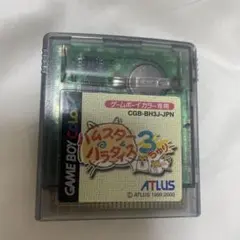 ゲームボーイカラー専用
CGB-BH3J-JPN
GAME BOY COLOR
ハムスター
パラダイス3
ATLUS
© ATLUS 1999-2000